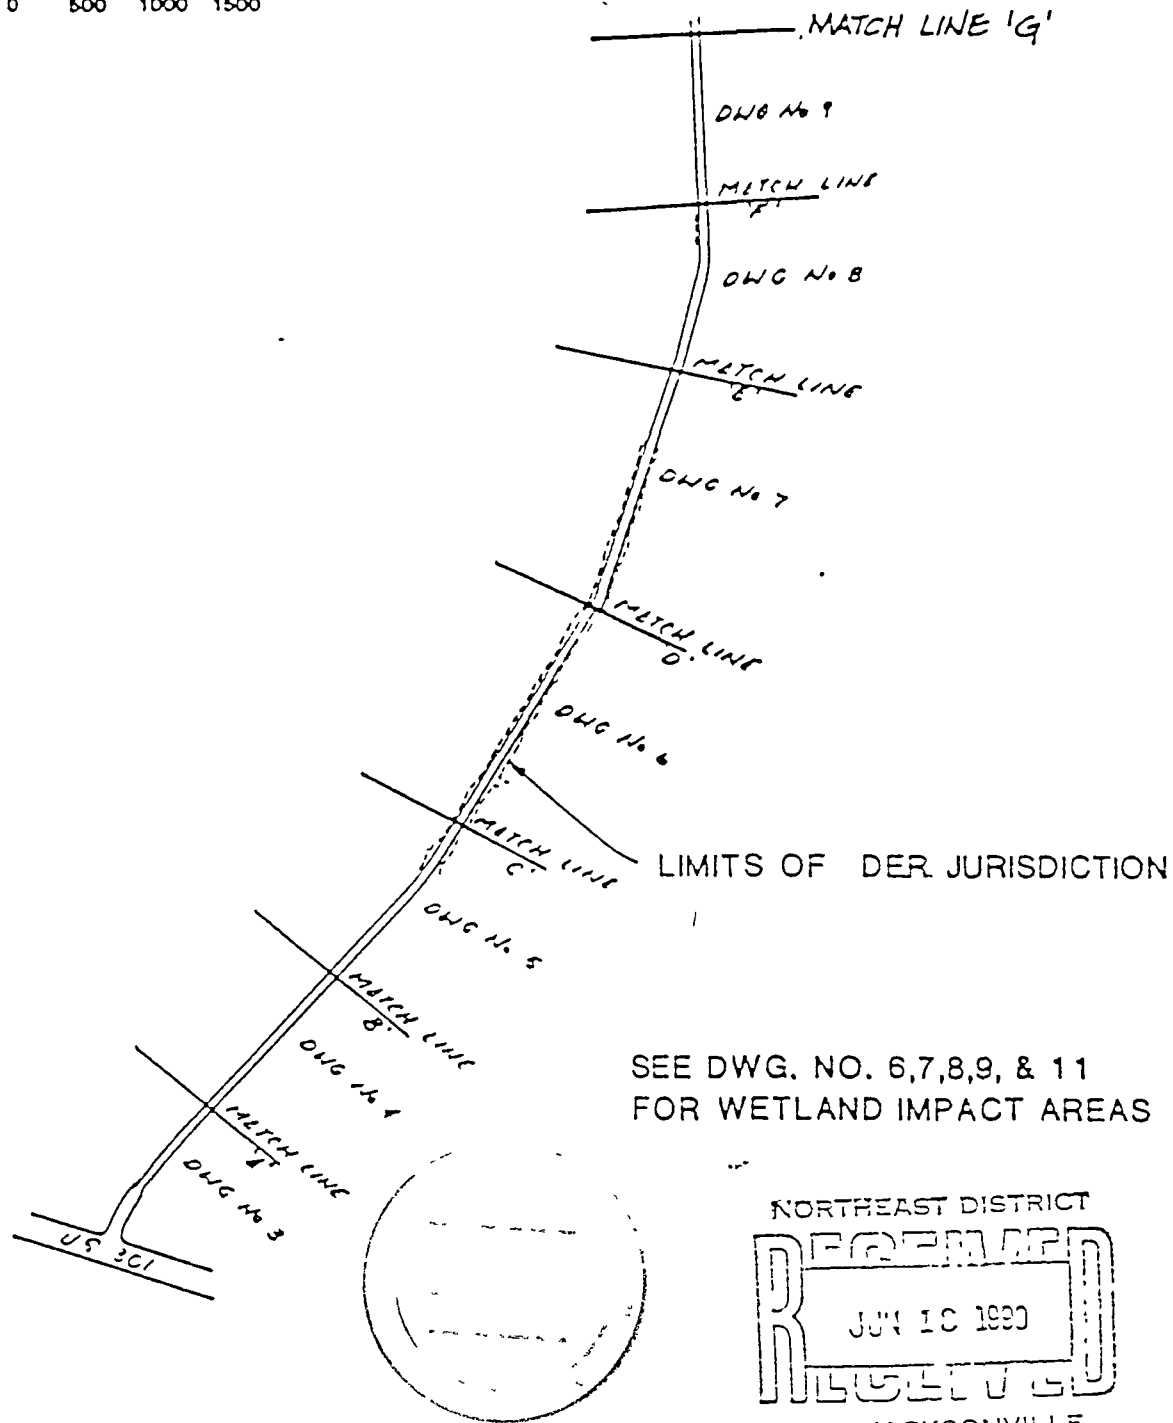 0 500 1000 1500
MATCH LINE 'G'
DWG No 9
MATCH LINE
'F'
DWG No 8
MATCH LINE
'E'
DWG No 7
MATCH LINE
'D'
DWG No 6
MATCH LINE
'C'
LIMITS OF DER JURISDICTION
DWG No 5
MATCH LINE
'B'
DWG No 4
SEE DWG. NO. 6,7,8,9, & 11
FOR WETLAND IMPACT AREAS
MATCH LINE
'A'
DWG No 3
US 301
NORTHEAST DISTRICT
RECEIVED
JUN 1990
JACKSONVILLE